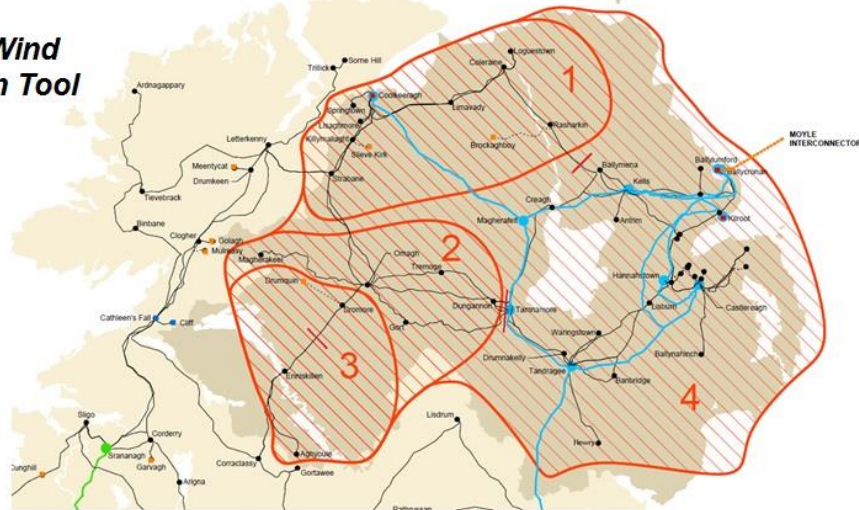 Wind
n Tool
1
2
3
4
MOYLE
INTERCONNECTOR
Loguestown
Coleraine
Sorne Hill
Trillick
Ardnagappary
Coolkeeragh
Springtown
Limavady
Lisaghmore
Rasharkin
Killymallaght
Letterkenny
Brockaghboy
Slieve Kirk
Ballymena
Ballylumford
Ballycronan
Meentycat
Drumkeen
Strabane
Kells
Tievebrack
Creagh
Antrim
Kilroot
Magherafelt
Binbane
Clogher
Golagh
Mulreavy
Magherakeel
Omagh
Tremoge
Hannahstown
Drumquin
Dungannon
Tamnamore
Dromore
Gort
Lisburn
Castlereagh
Cathleen's Fall
Cliff
Waringstown
Drumnakelly
Ballynahinch
Tandragee
Enniskillen
Banbridge
Lisdrum
Newry
Sligo
Corderry
Srananagh
Aghyoule
Corraclassy
Gortawee
Garvagh
Cunghill
Arigna